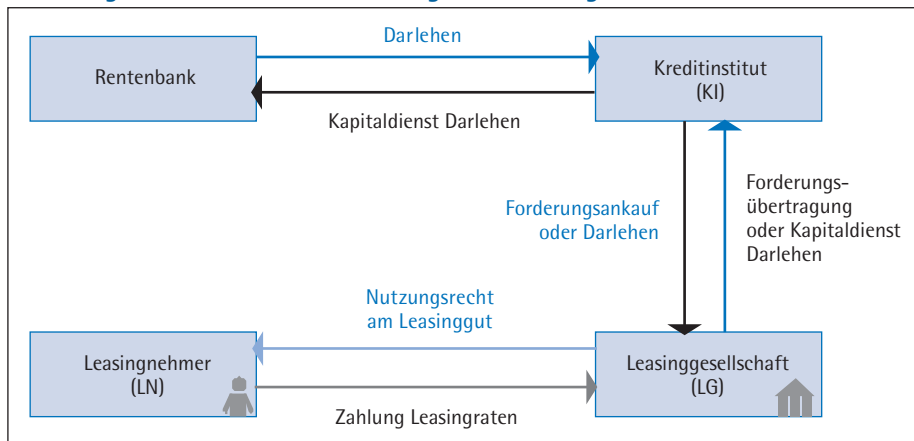 Darlehen
Rentenbank
Kreditinstitut
(KI)
Kapitaldienst Darlehen
Forderungsankauf
oder Darlehen
Forderungs-
übertragung
oder Kapitaldienst
Darlehen
Nutzungsrecht
am Leasinggut
Leasingnehmer
(LN)
Leasinggesellschaft
(LG)
Zahlung Leasingraten